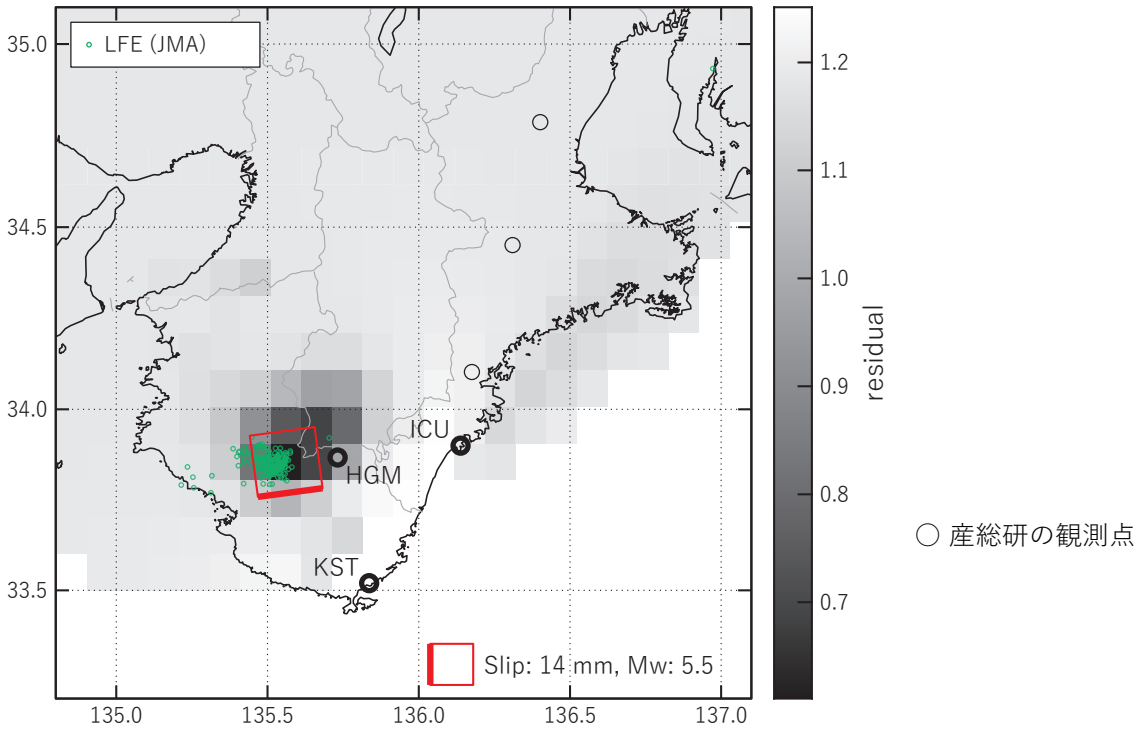 LFE (JMA)
35.0
34.5
34.0
33.5
135.0
135.5
136.0
136.5
137.0
ICU
HGM
KST
Slip: 14 mm, Mw: 5.5
1.2
1.1
1.0
0.9
0.8
0.7
residual
産総研の観測点